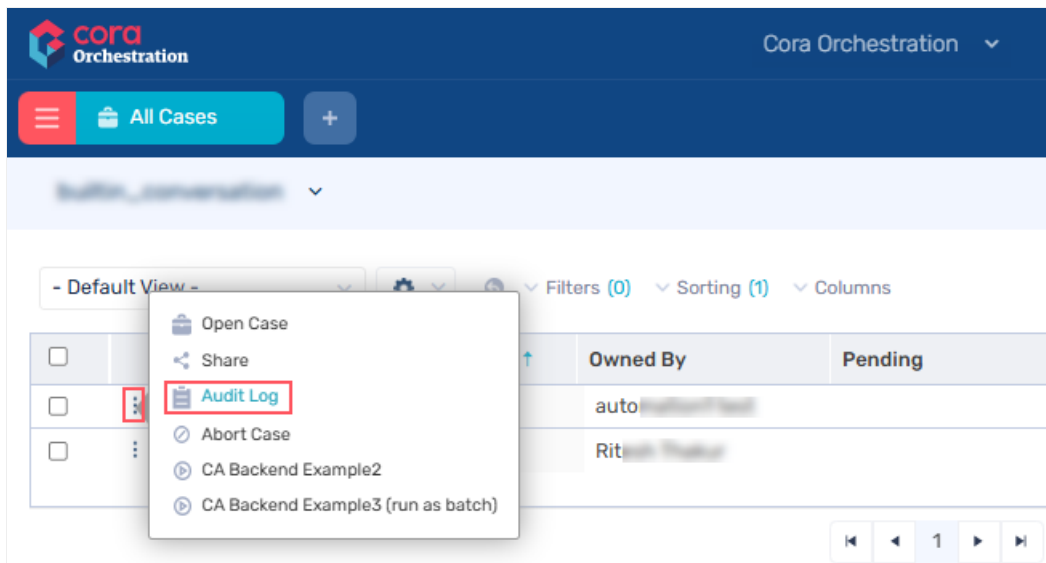 cora
Orchestration
Cora Orchestration
All Cases
+
- Default View -
Filters (0)
Sorting (1)
Columns
Open Case
Share
Audit Log
Abort Case
CA Backend Example2
CA Backend Example3 (run as batch)
Owned By
Pending
auto
Rit
1